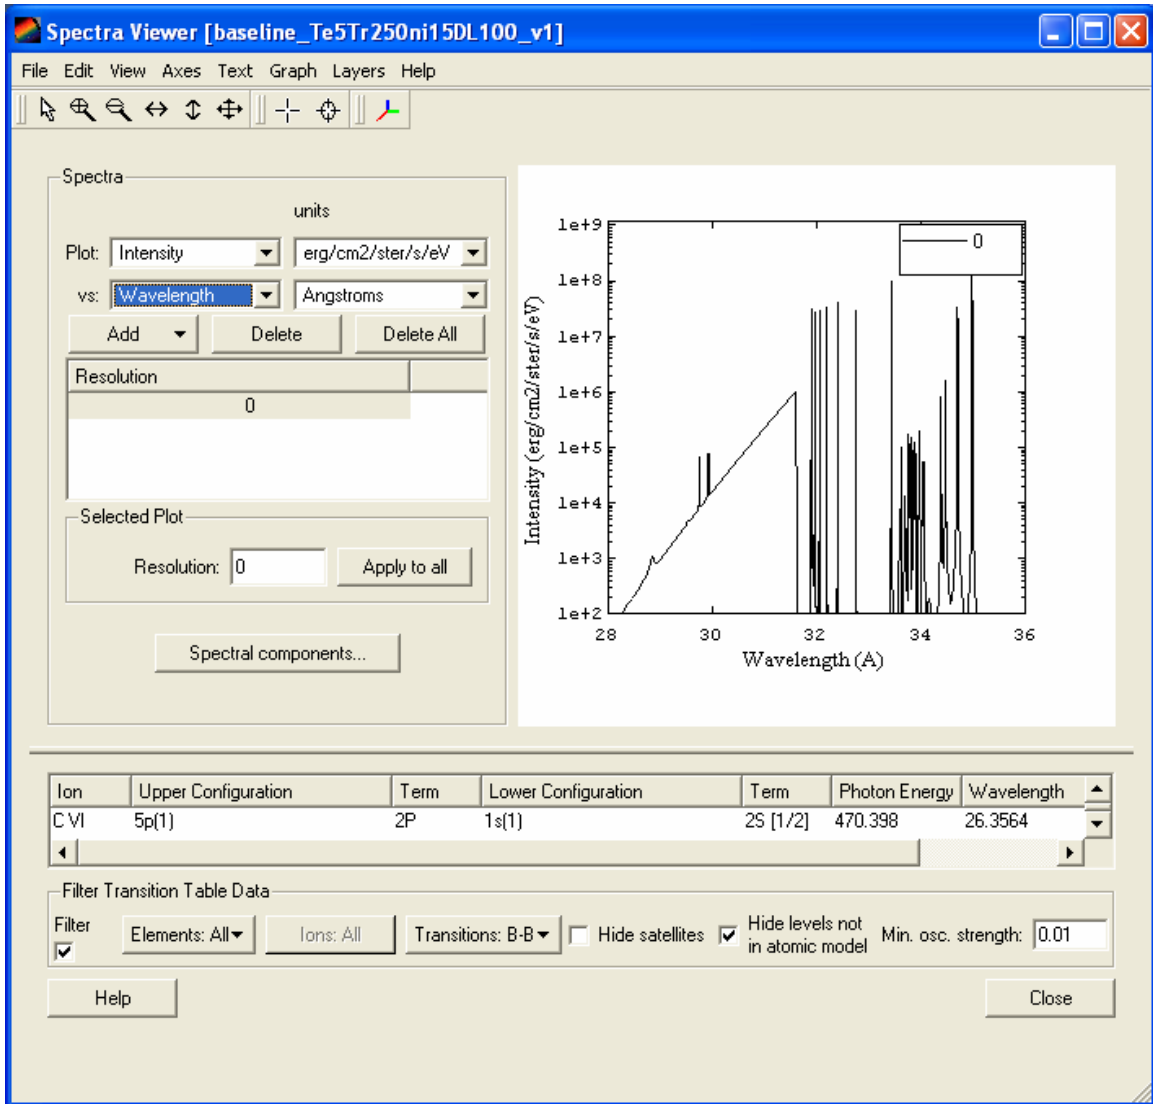 Spectra Viewer [baseline_Te5Tr250ni15DL100_v1]
File Edit View Axes Text Graph Layers Help
Spectra
units
Plot: Intensity erg/cm2/ster/s/eV
vs: Wavelength Angstroms
Add Delete Delete All
Resolution
0
Selected Plot
Resolution: 0 Apply to all
Spectral components...
0
Intensity (erg/cm2/ster/s/eV)
1e+9
1e+8
1e+7
1e+6
1e+5
1e+4
1e+3
1e+2
28 30 32 34 36
Wavelength (A)
Ion Upper Configuration Term Lower Configuration Term Photon Energy Wavelength
C VI 5p(1) 2P 1s(1) 2S [1/2] 470.398 26.3564
Filter Transition Table Data
Filter Elements: All Ions: All Transitions: B-B Hide satellites Hide levels not
in atomic model Min. osc. strength: 0.01
Help Close